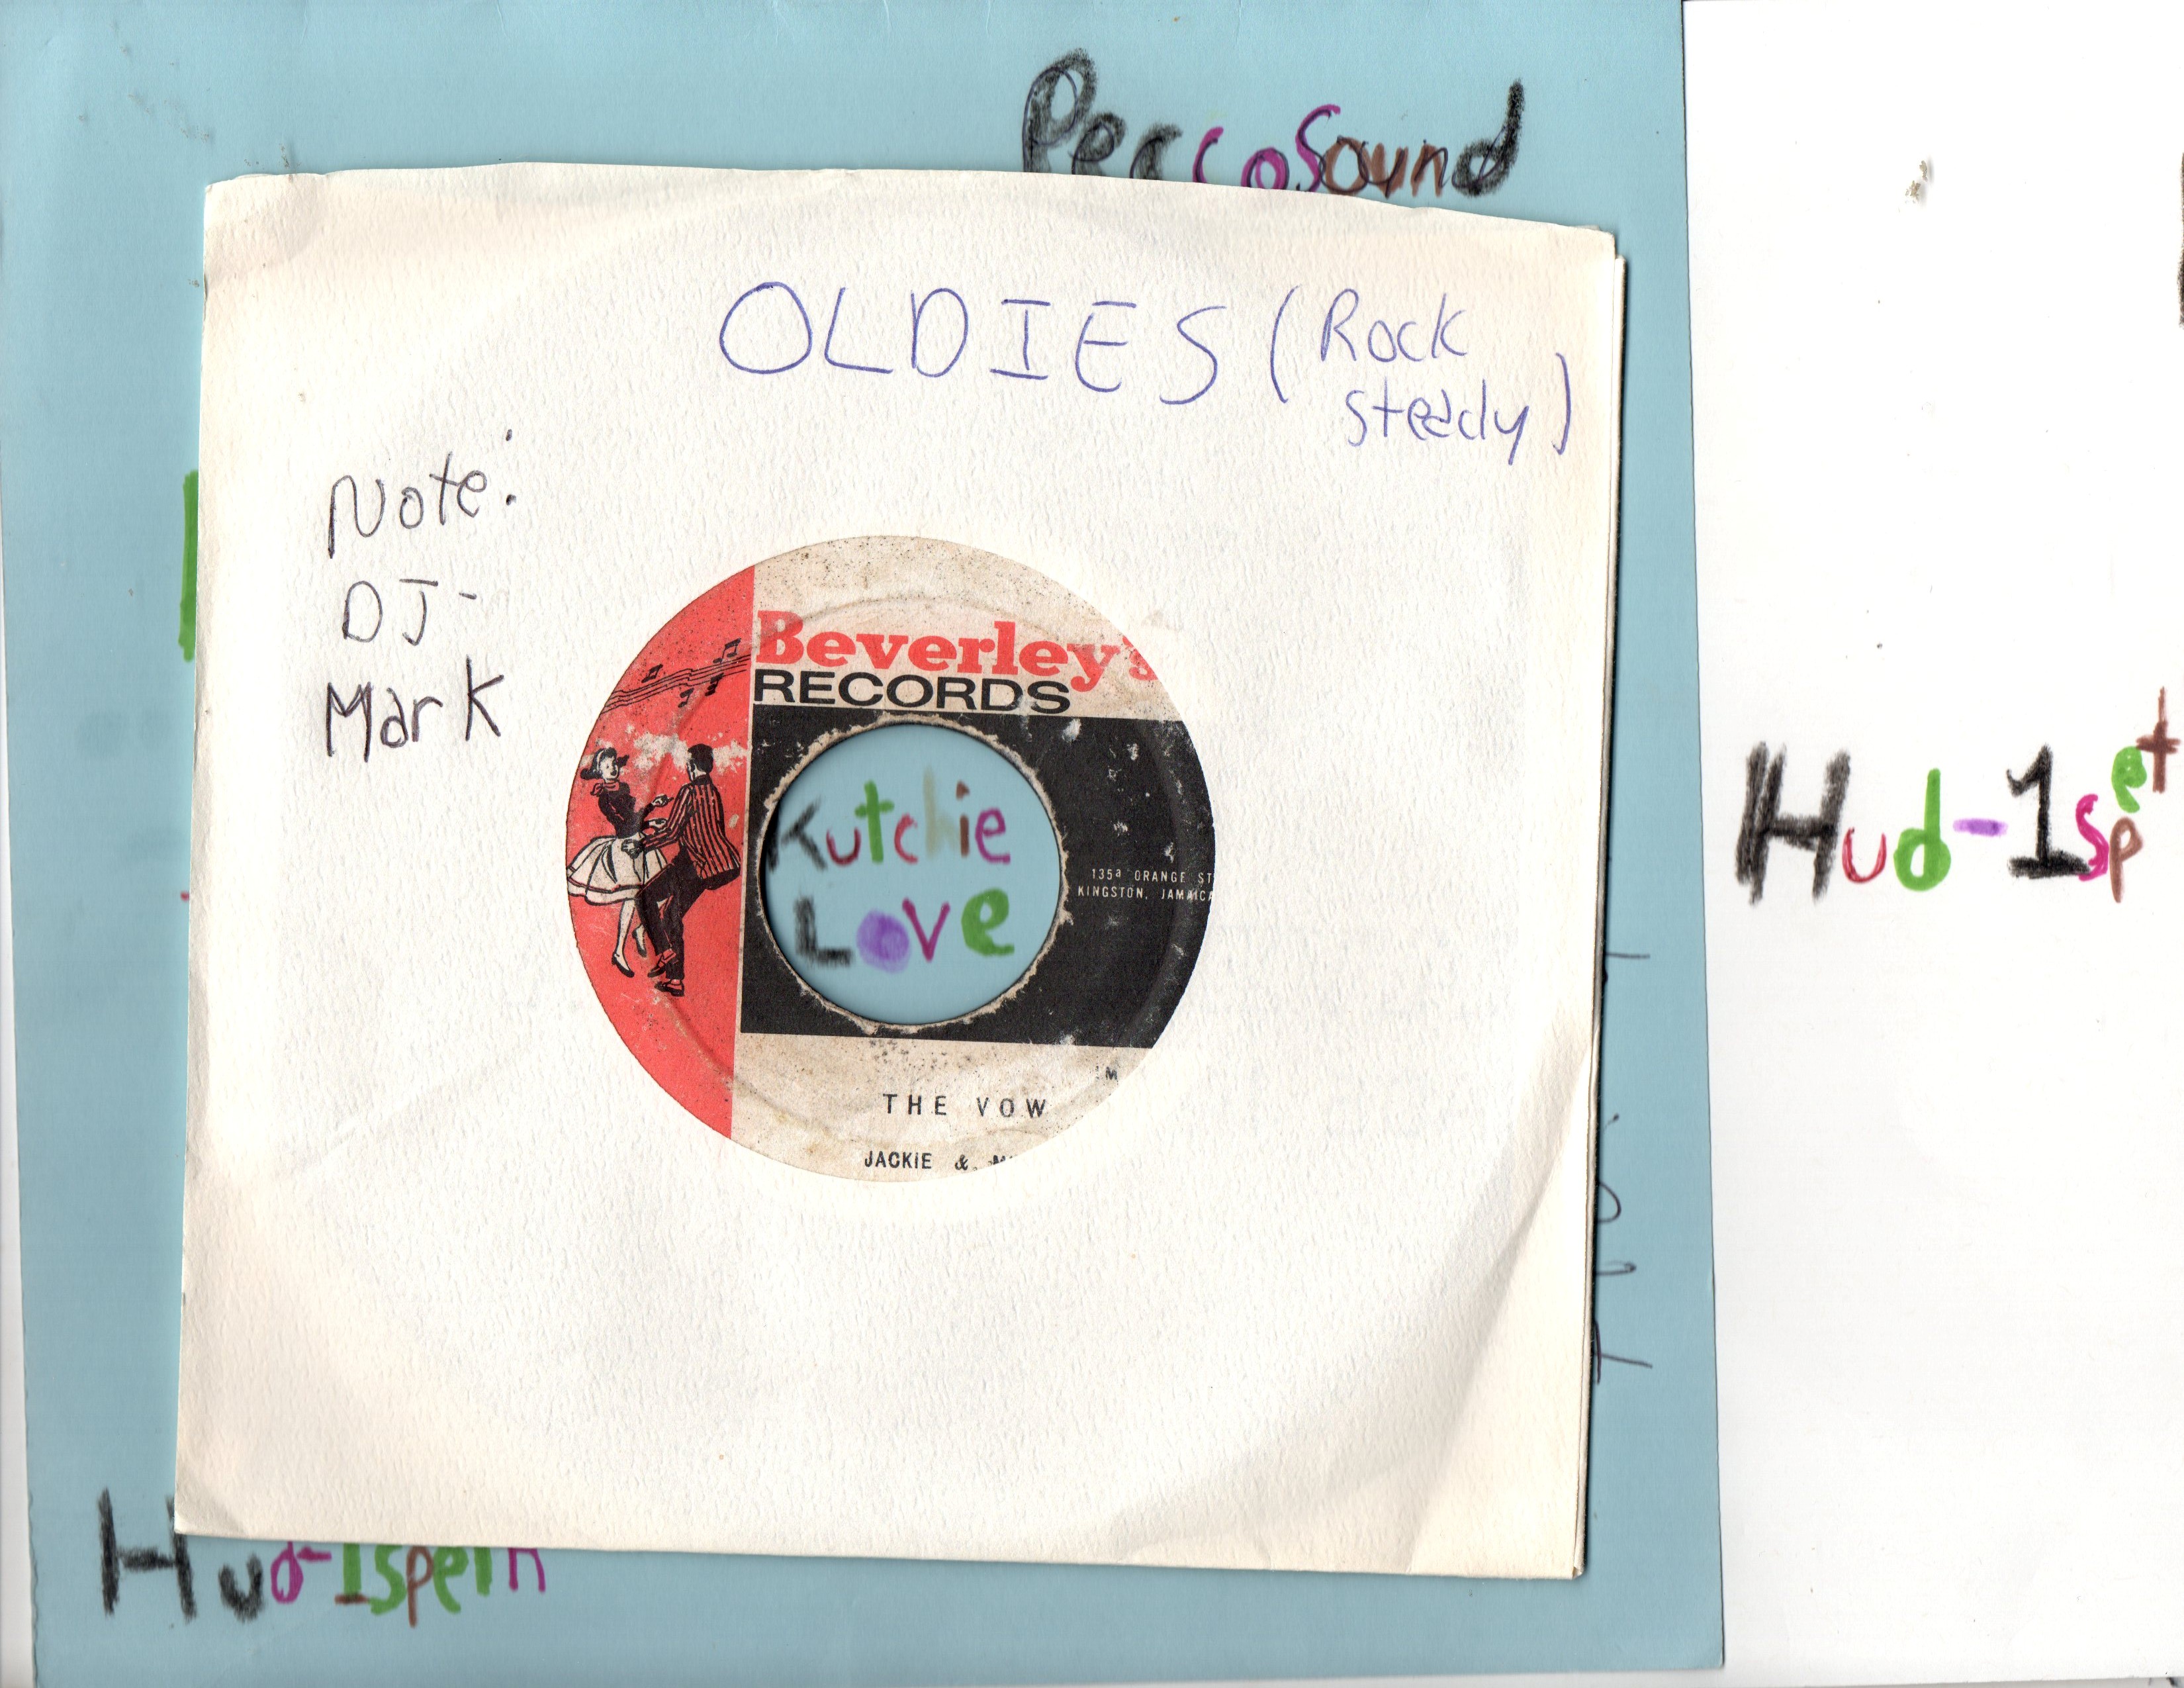 PeccoSound
OLDIES (Rock
steady)
Note:
DJ-
Mark
Beverley's
RECORDS
Kutchie
Love
135a ORANGE ST
KINGSTON, JAMAICA
THE VOW
JACKIE &
Hud-1spet